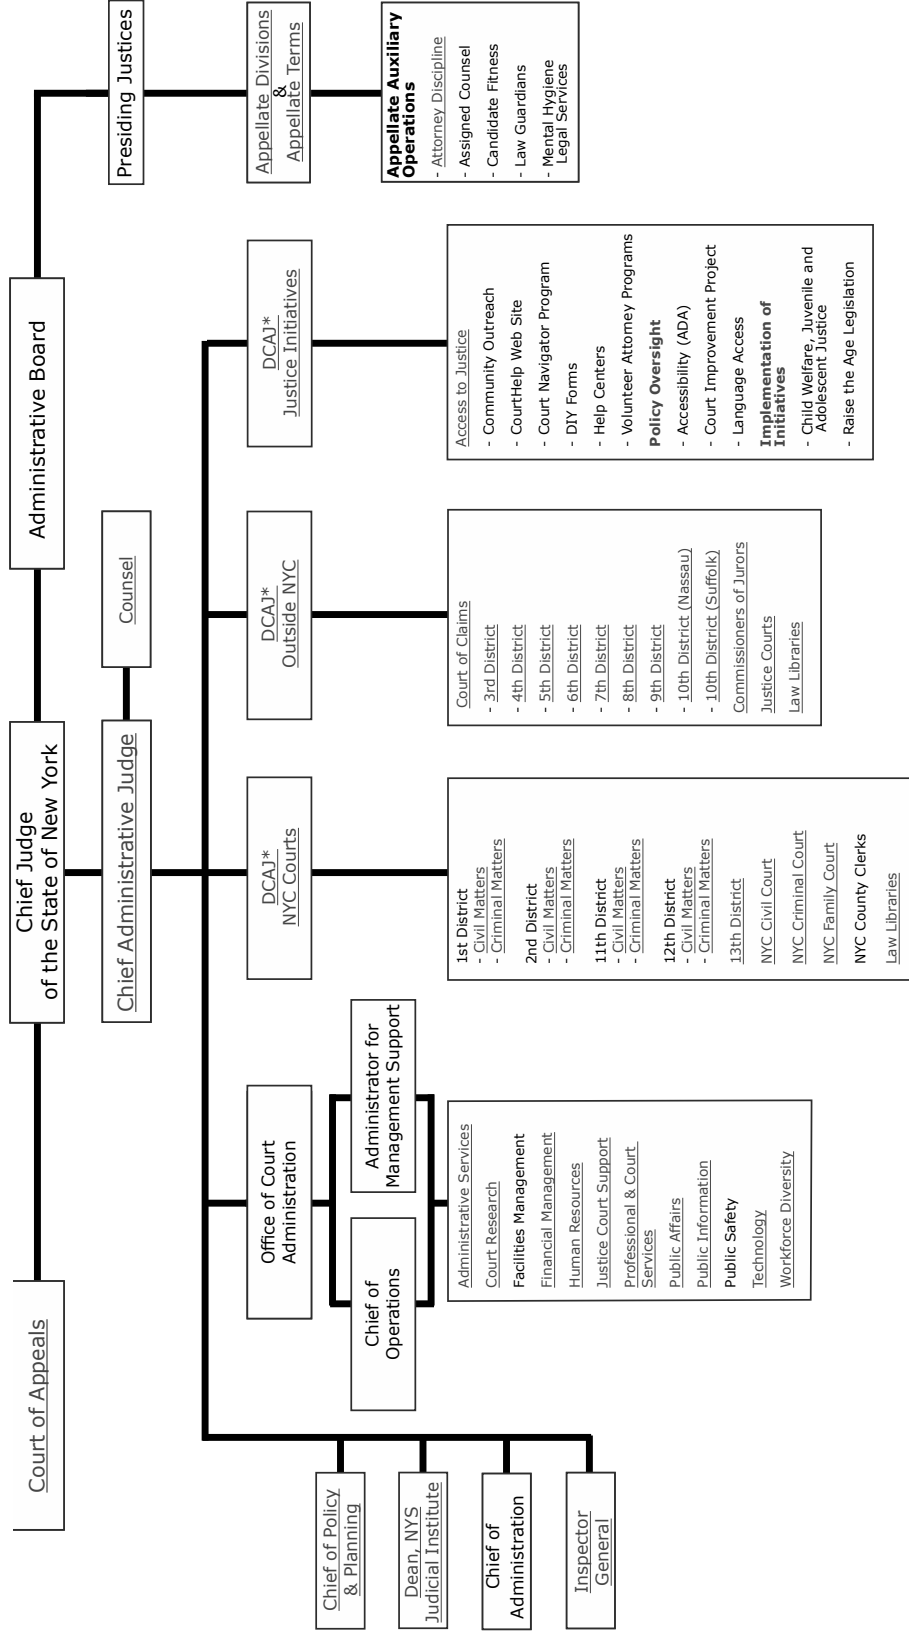 Court of Appeals
Chief Judge
of the State of New York
Administrative Board
Chief Administrative Judge
Counsel
Presiding Justices
Chief of Policy
& Planning
Dean, NYS
Judicial Institute
Chief of
Administration
Inspector
General
Office of Court
Administration
Chief of
Operations
Administrator for
Management Support
Administrative Services
Court Research
Facilities Management
Financial Management
Human Resources
Justice Court Support
Professional & Court
Services
Public Affairs
Public Information
Public Safety
Technology
Workforce Diversity
DCAJ*
NYC Courts
1st District
- Civil Matters
- Criminal Matters
2nd District
- Civil Matters
- Criminal Matters
11th District
- Civil Matters
- Criminal Matters
12th District
- Civil Matters
- Criminal Matters
13th District
NYC Civil Court
NYC Criminal Court
NYC Family Court
NYC County Clerks
Law Libraries
DCAJ*
Outside NYC
Court of Claims
- 3rd District
- 4th District
- 5th District
- 6th District
- 7th District
- 8th District
- 9th District
- 10th District (Nassau)
- 10th District (Suffolk)
Commissioners of Jurors
Justice Courts
Law Libraries
DCAJ*
Justice Initiatives
Access to Justice
- Community Outreach
- CourtHelp Web Site
- Court Navigator Program
- DIY Forms
- Help Centers
- Volunteer Attorney Programs
Policy Oversight
- Accessibility (ADA)
- Court Improvement Project
- Language Access
Implementation of
Initiatives
- Child Welfare, Juvenile and
Adolescent Justice
- Raise the Age Legislation
Appellate Divisions
&
Appellate Terms
Appellate Auxiliary
Operations
- Attorney Discipline
- Assigned Counsel
- Candidate Fitness
- Law Guardians
- Mental Hygiene
Legal Services